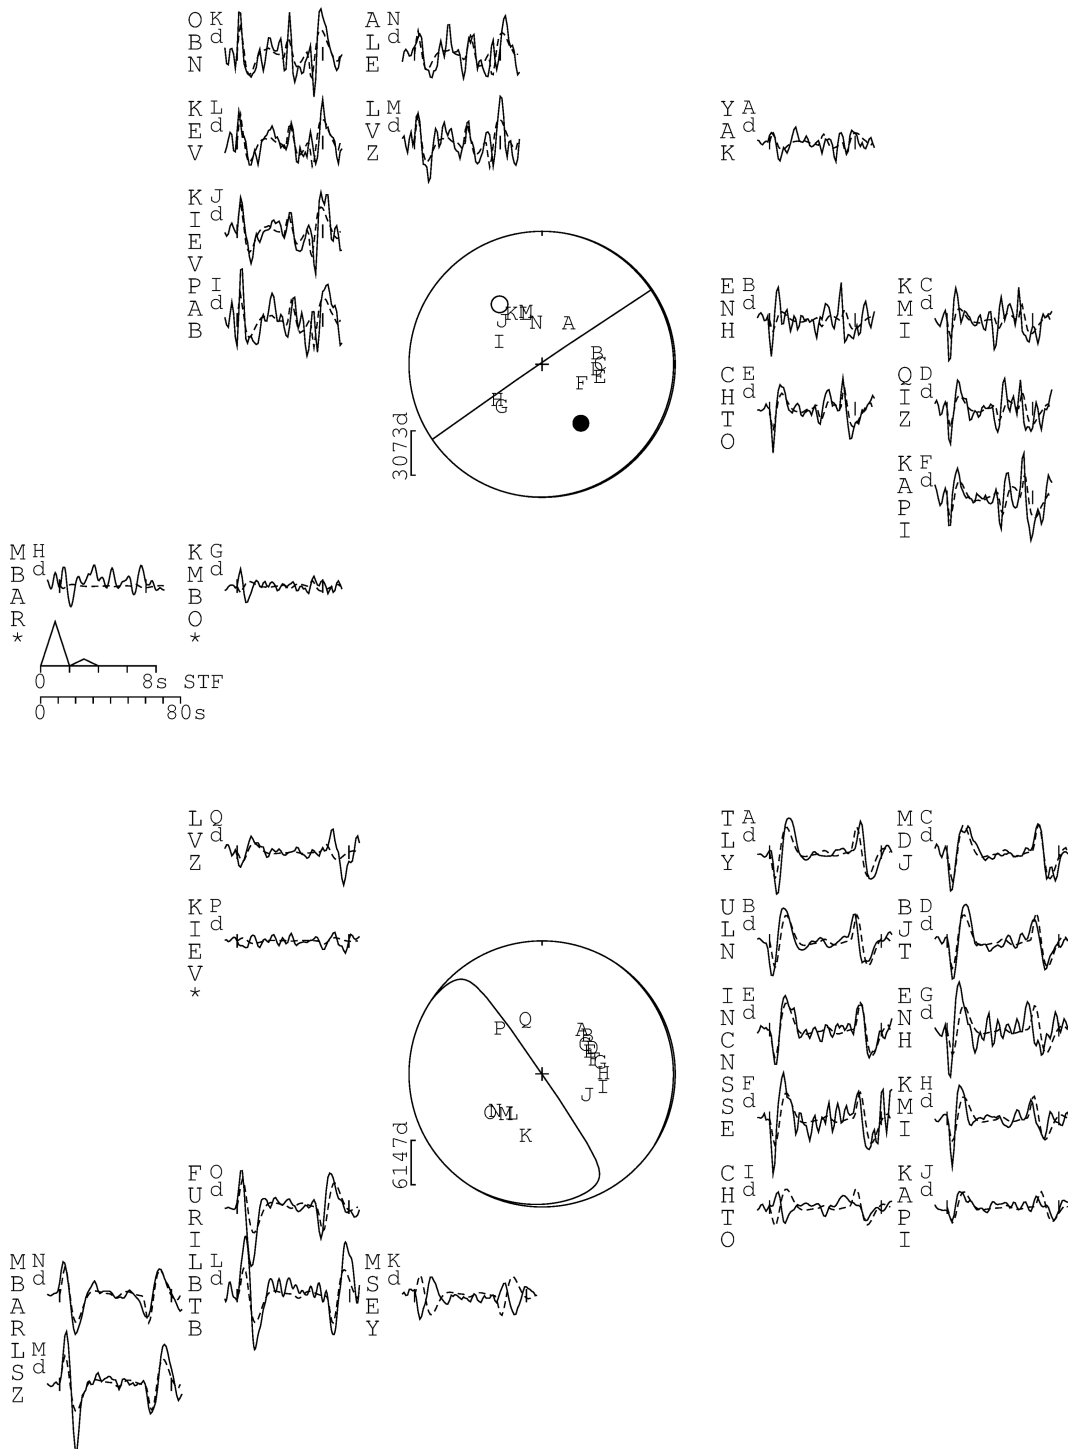 OBN K d
ALE N d
KEV L d
LVZ M d
YAK A d
KIEV J d
PAB I d
ENH B d
KMI C d
CHTO E d
QIZ D d
KAPI F d
MBAR* H d
KMBO* G d
K L M
J N A
I
B
C
D
E
F
H
G
3073d
0 8s STF
0 80s
LVZ Q d
KIEV* P d
TLY A d
MDJ C d
ULN B d
BJT D d
INCN E d
ENH G d
SSE F d
KMI H d
CHTO I d
KAPI J d
FURI O d
MBAR N d
LBTB L d
MSEY K d
LSZ M d
Q
P A
B
C D
E
F G
H
I
J
O N M L
K
6147d